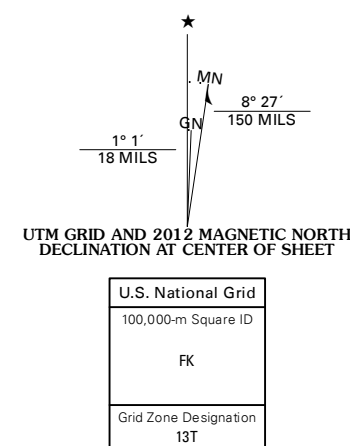 ★
MN
8° 27´
150 MILS
GN
1° 1´
18 MILS
UTM GRID AND 2012 MAGNETIC NORTH
DECLINATION AT CENTER OF SHEET
U.S. National Grid
100,000-m Square ID
FK
Grid Zone Designation
13T